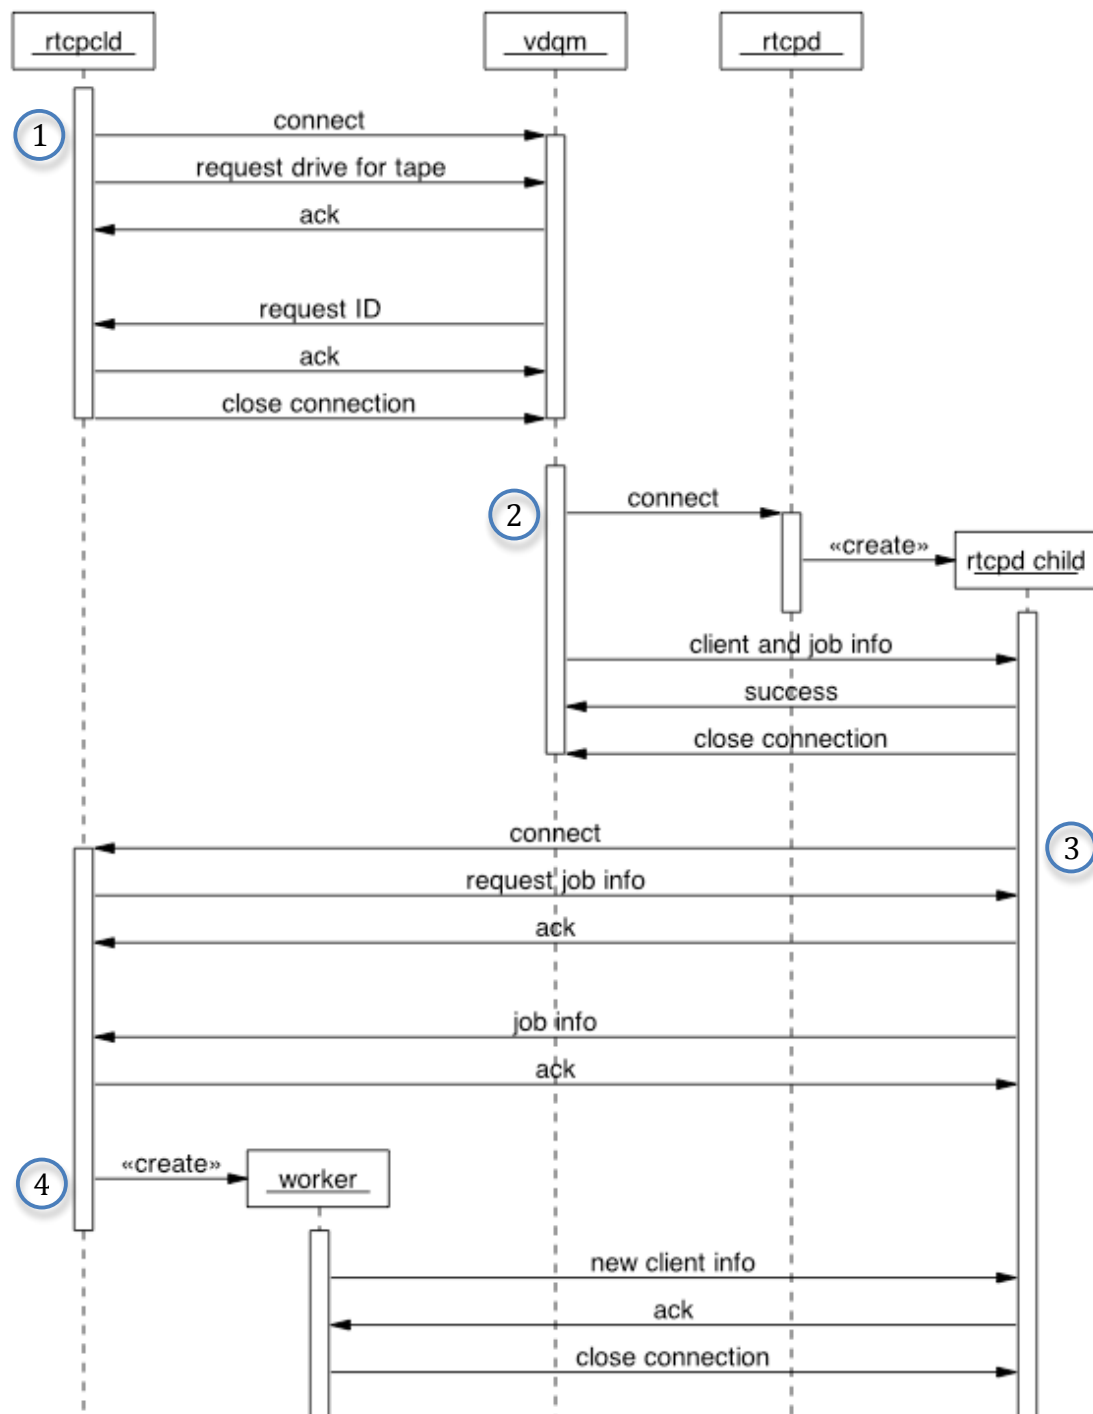 rtcpcld
vdqm
rtcpd
1
connect
request drive for tape
ack
request ID
ack
close connection
2
connect
«create»
rtcpd child
client and job info
success
close connection
connect
3
request job info
ack
job info
ack
4
«create»
worker
new client info
ack
close connection